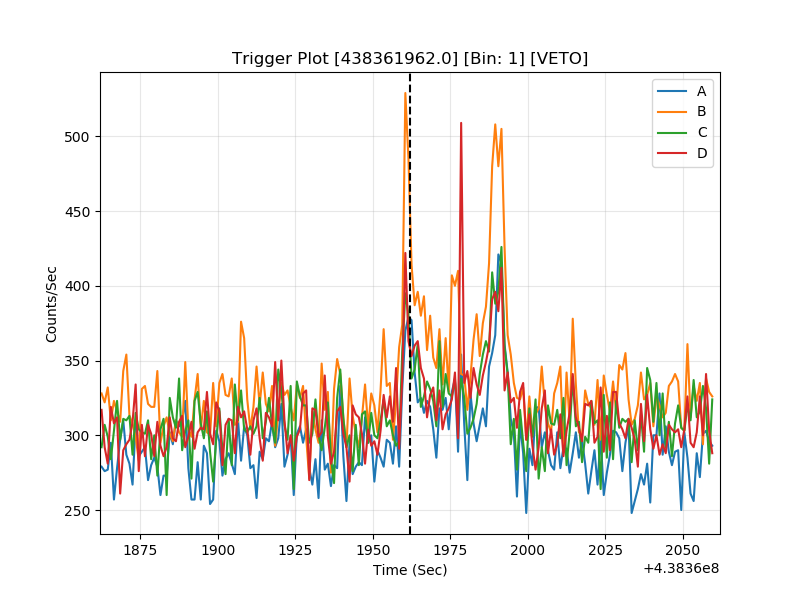 Trigger Plot [438361962.0] [Bin: 1] [VETO]
A
B
C
D
500
450
400
350
300
250
Counts/Sec
1875
1900
1925
1950
1975
2000
2025
2050
Time (Sec)
+4.3836e8